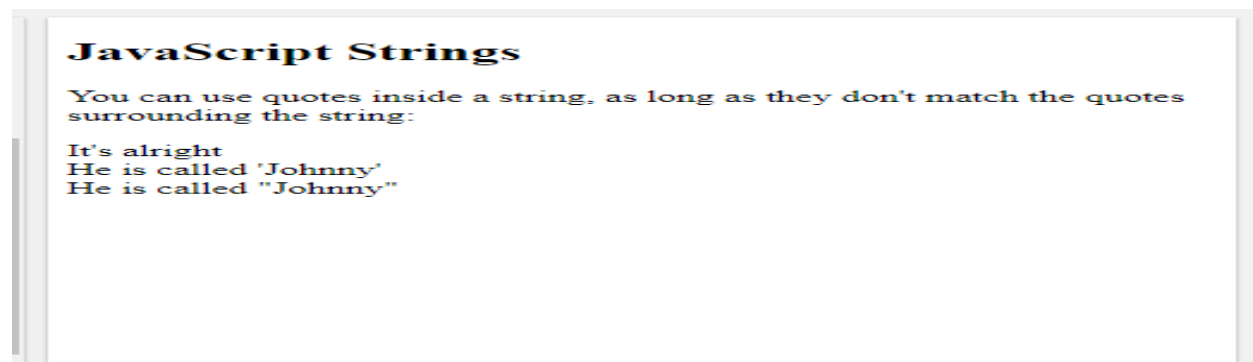 JavaScript Strings
You can use quotes inside a string, as long as they don't match the quotes
surrounding the string:
It's alright
He is called 'Johnny'
He is called "Johnny"